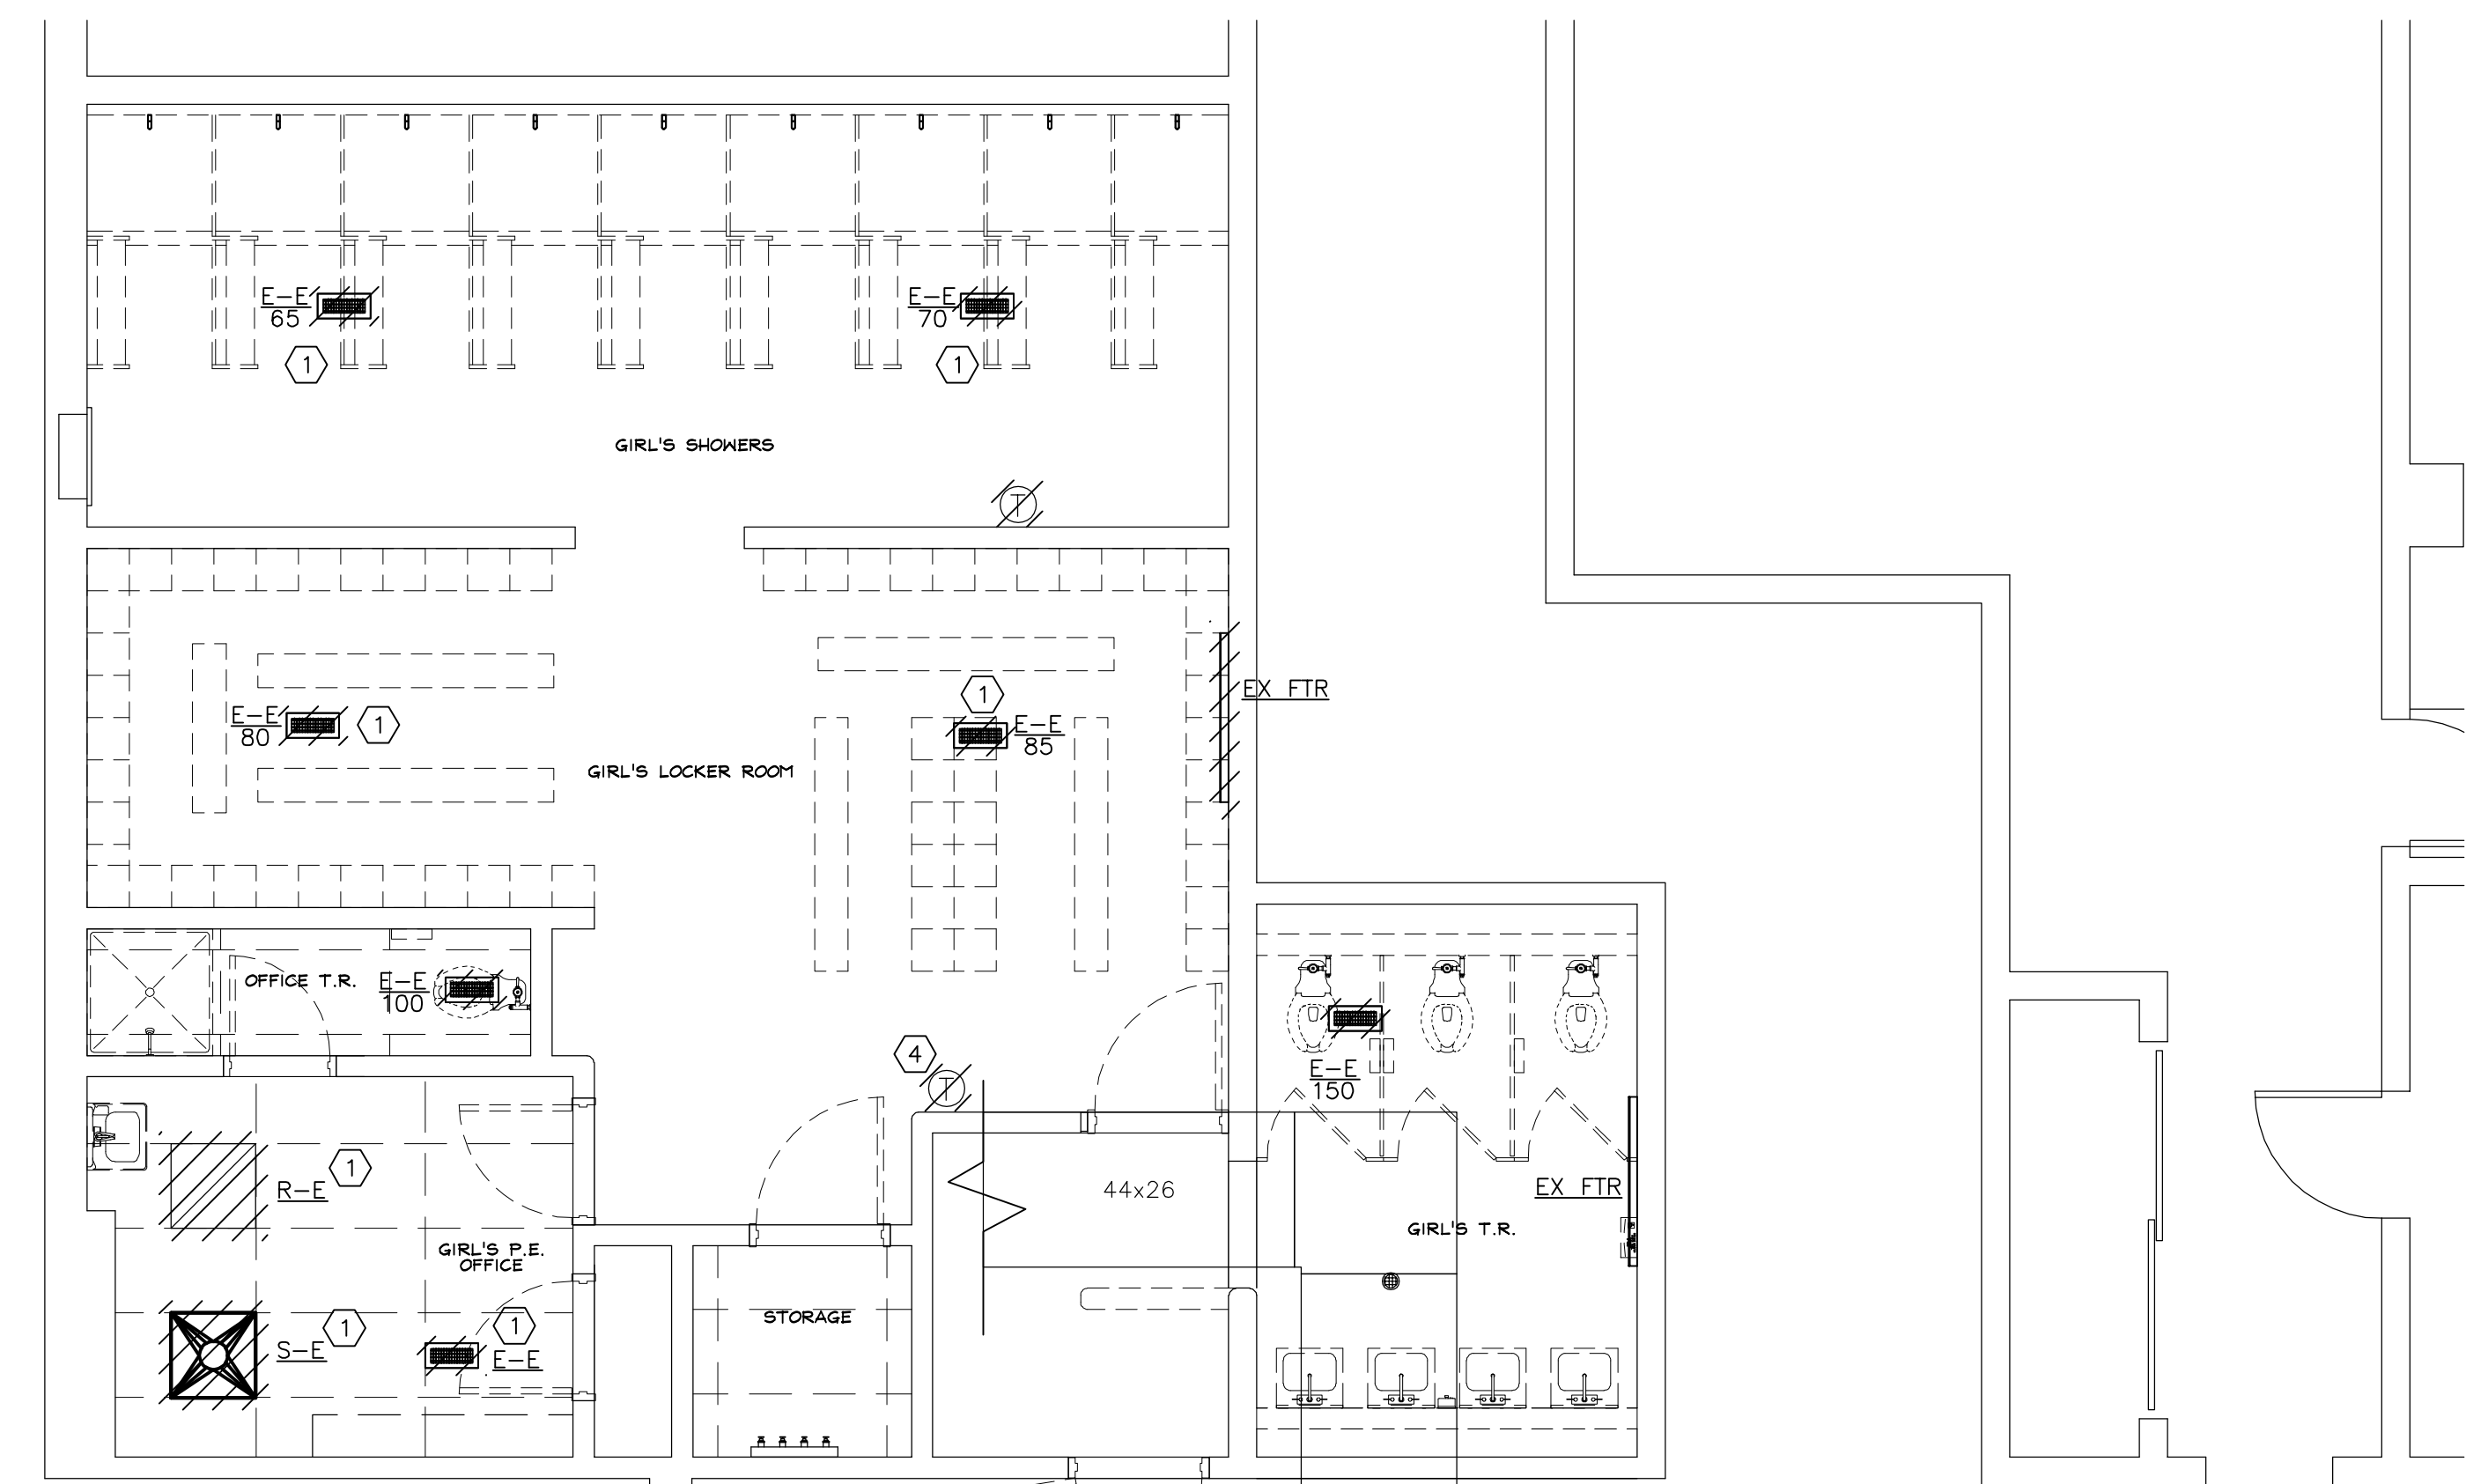 E-E
65
1
E-E
70
1
GIRL'S SHOWERS
T
1
EX FTR
E-E
80
1
E-E
85
GIRL'S LOCKER ROOM
OFFICE T.R.
E-E
100
4
T
E-E
150
1
R-E
44x26
EX FTR
GIRL'S T.R.
GIRL'S P.E.
OFFICE
STORAGE
1
S-E
1
E-E